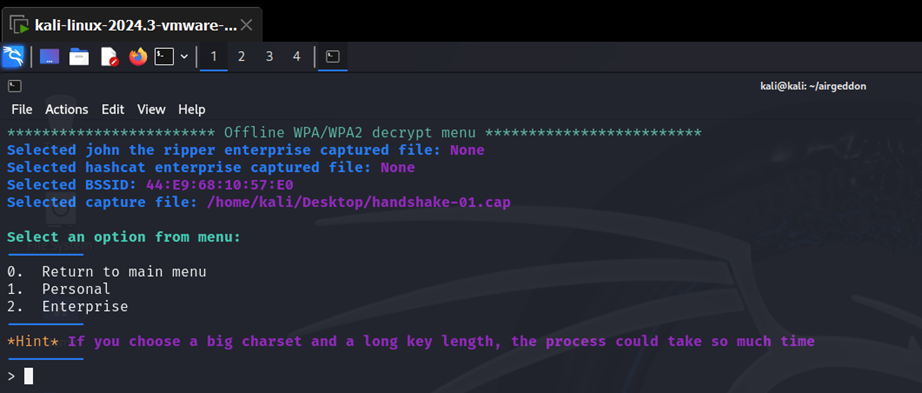 kali-linux-2024.3-vmware-...
1 2 3 4
kali@kali: ~/airgeddon
File Actions Edit View Help
************************ Offline WPA/WPA2 decrypt menu *************************
Selected john the ripper enterprise captured file: None
Selected hashcat enterprise captured file: None
Selected BSSID: 44:E9:68:10:57:E0
Selected capture file: /home/kali/Desktop/handshake-01.cap
Select an option from menu:
0. Return to main menu
1. Personal
2. Enterprise
*Hint* If you choose a big charset and a long key length, the process could take so much time
>